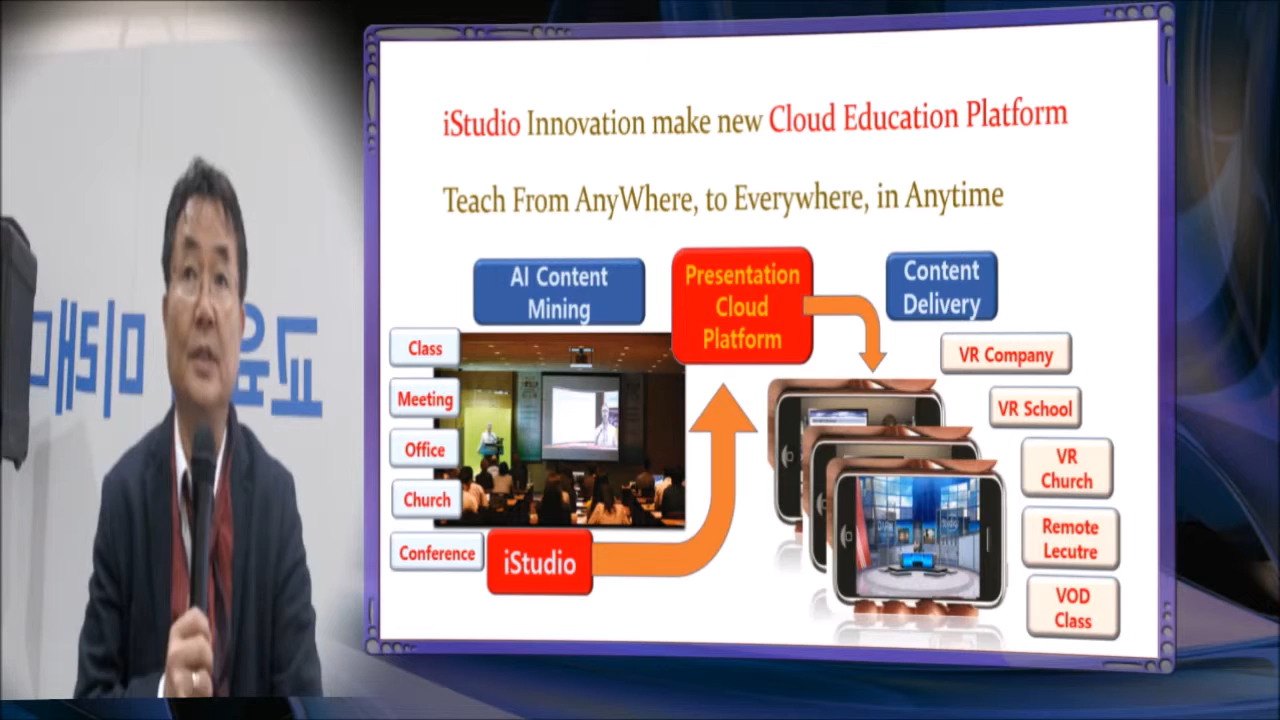 iStudio Innovation make new Cloud Education Platform
Teach From AnyWhere, to Everywhere, in Anytime
AI Content
Mining
Presentation
Cloud
Platform
Content
Delivery
Class
Meeting
Office
Church
Conference
iStudio
VR Company
VR School
VR
Church
Remote
Lecutre
VOD
Class